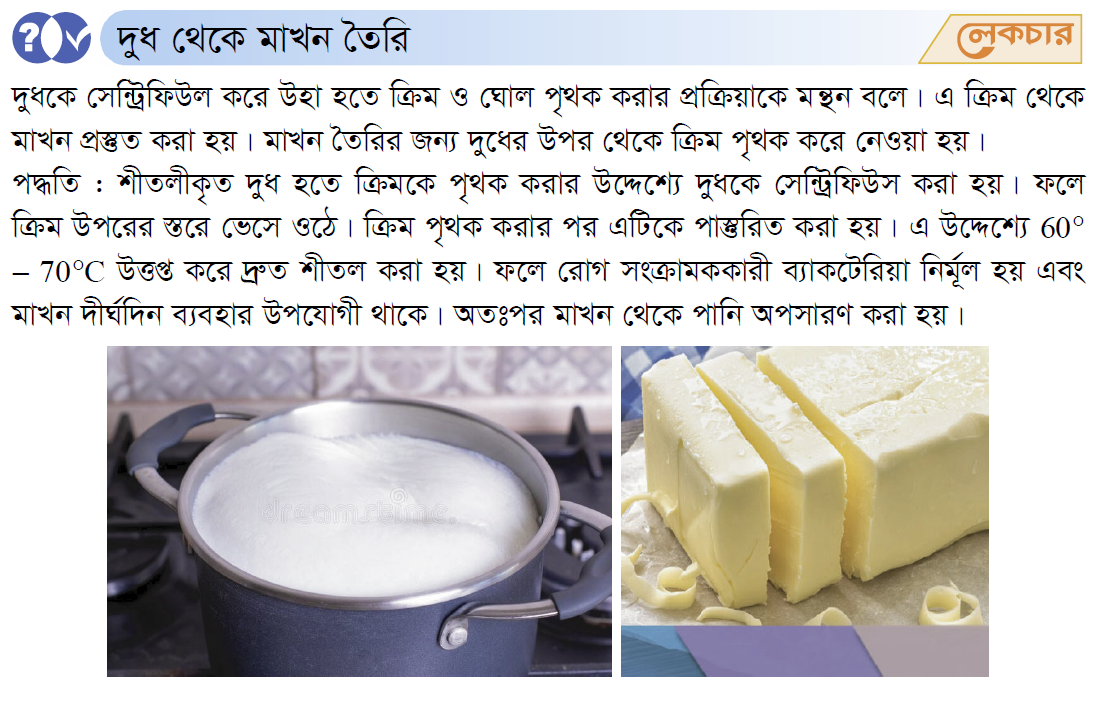 ?
দুধ থেকে মাখন তৈরি
লেকচার
দুধকে সেন্ট্রিফিউল করে উহা হতে ক্রিম ও ঘোল পৃথক করার প্রক্রিয়াকে মন্থন বলে। এ ক্রিম থেকে
মাখন প্রস্তুত করা হয়। মাখন তৈরির জন্য দুধের উপর থেকে ক্রিম পৃথক করে নেওয়া হয়।
পদ্ধতি : শীতলীকৃত দুধ হতে ক্রিমকে পৃথক করার উদ্দেশ্যে দুধকে সেন্ট্রিফিউস করা হয়। ফলে
ক্রিম উপরের স্তরে ভেসে ওঠে। ক্রিম পৃথক করার পর এটিকে পাস্তুরিত করা হয়। এ উদ্দেশ্যে 60°
– 70°C উত্তপ্ত করে দ্রুত শীতল করা হয়। ফলে রোগ সংক্রামককারী ব্যাকটেরিয়া নির্মূল হয় এবং
মাখন দীর্ঘদিন ব্যবহার উপযোগী থাকে। অতঃপর মাখন থেকে পানি অপসারণ করা হয়।
dreamstime